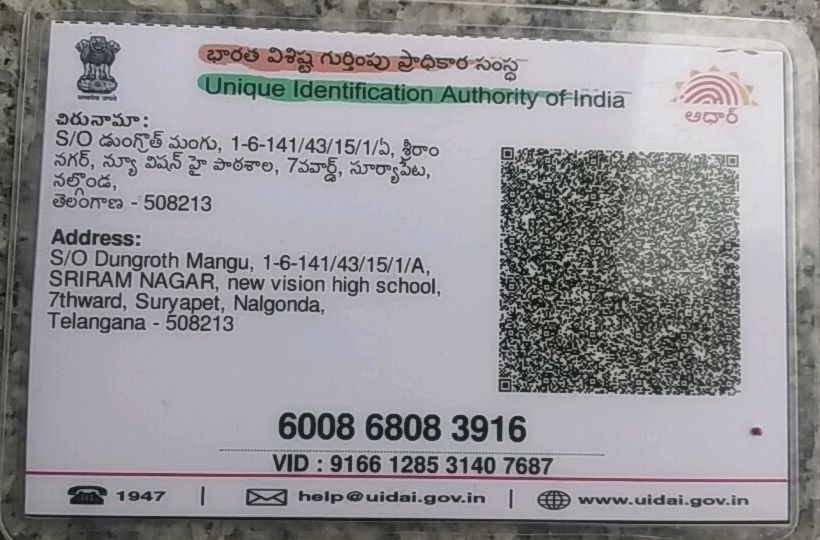 భారత విశిష్ట గుర్తింపు ప్రాధికార సంస్థ
Unique Identification Authority of India
ఆధార్
చిరునామా:
S/O డుంగ్రొత్ మంగు, 1-6-141/43/15/1/ఏ, శ్రీరాం
నగర్, న్యూ విషన్ హై పాఠశాల, 7వవార్డ్, సూర్యాపేట,
నల్గొండ,
తెలంగాణ - 508213
Address:
S/O Dungroth Mangu, 1-6-141/43/15/1/A,
SRIRAM NAGAR, new vision high school,
7thward, Suryapet, Nalgonda,
Telangana - 508213
6008 6808 3916
VID : 9166 1285 3140 7687
1947 | help@uidai.gov.in | www.uidai.gov.in